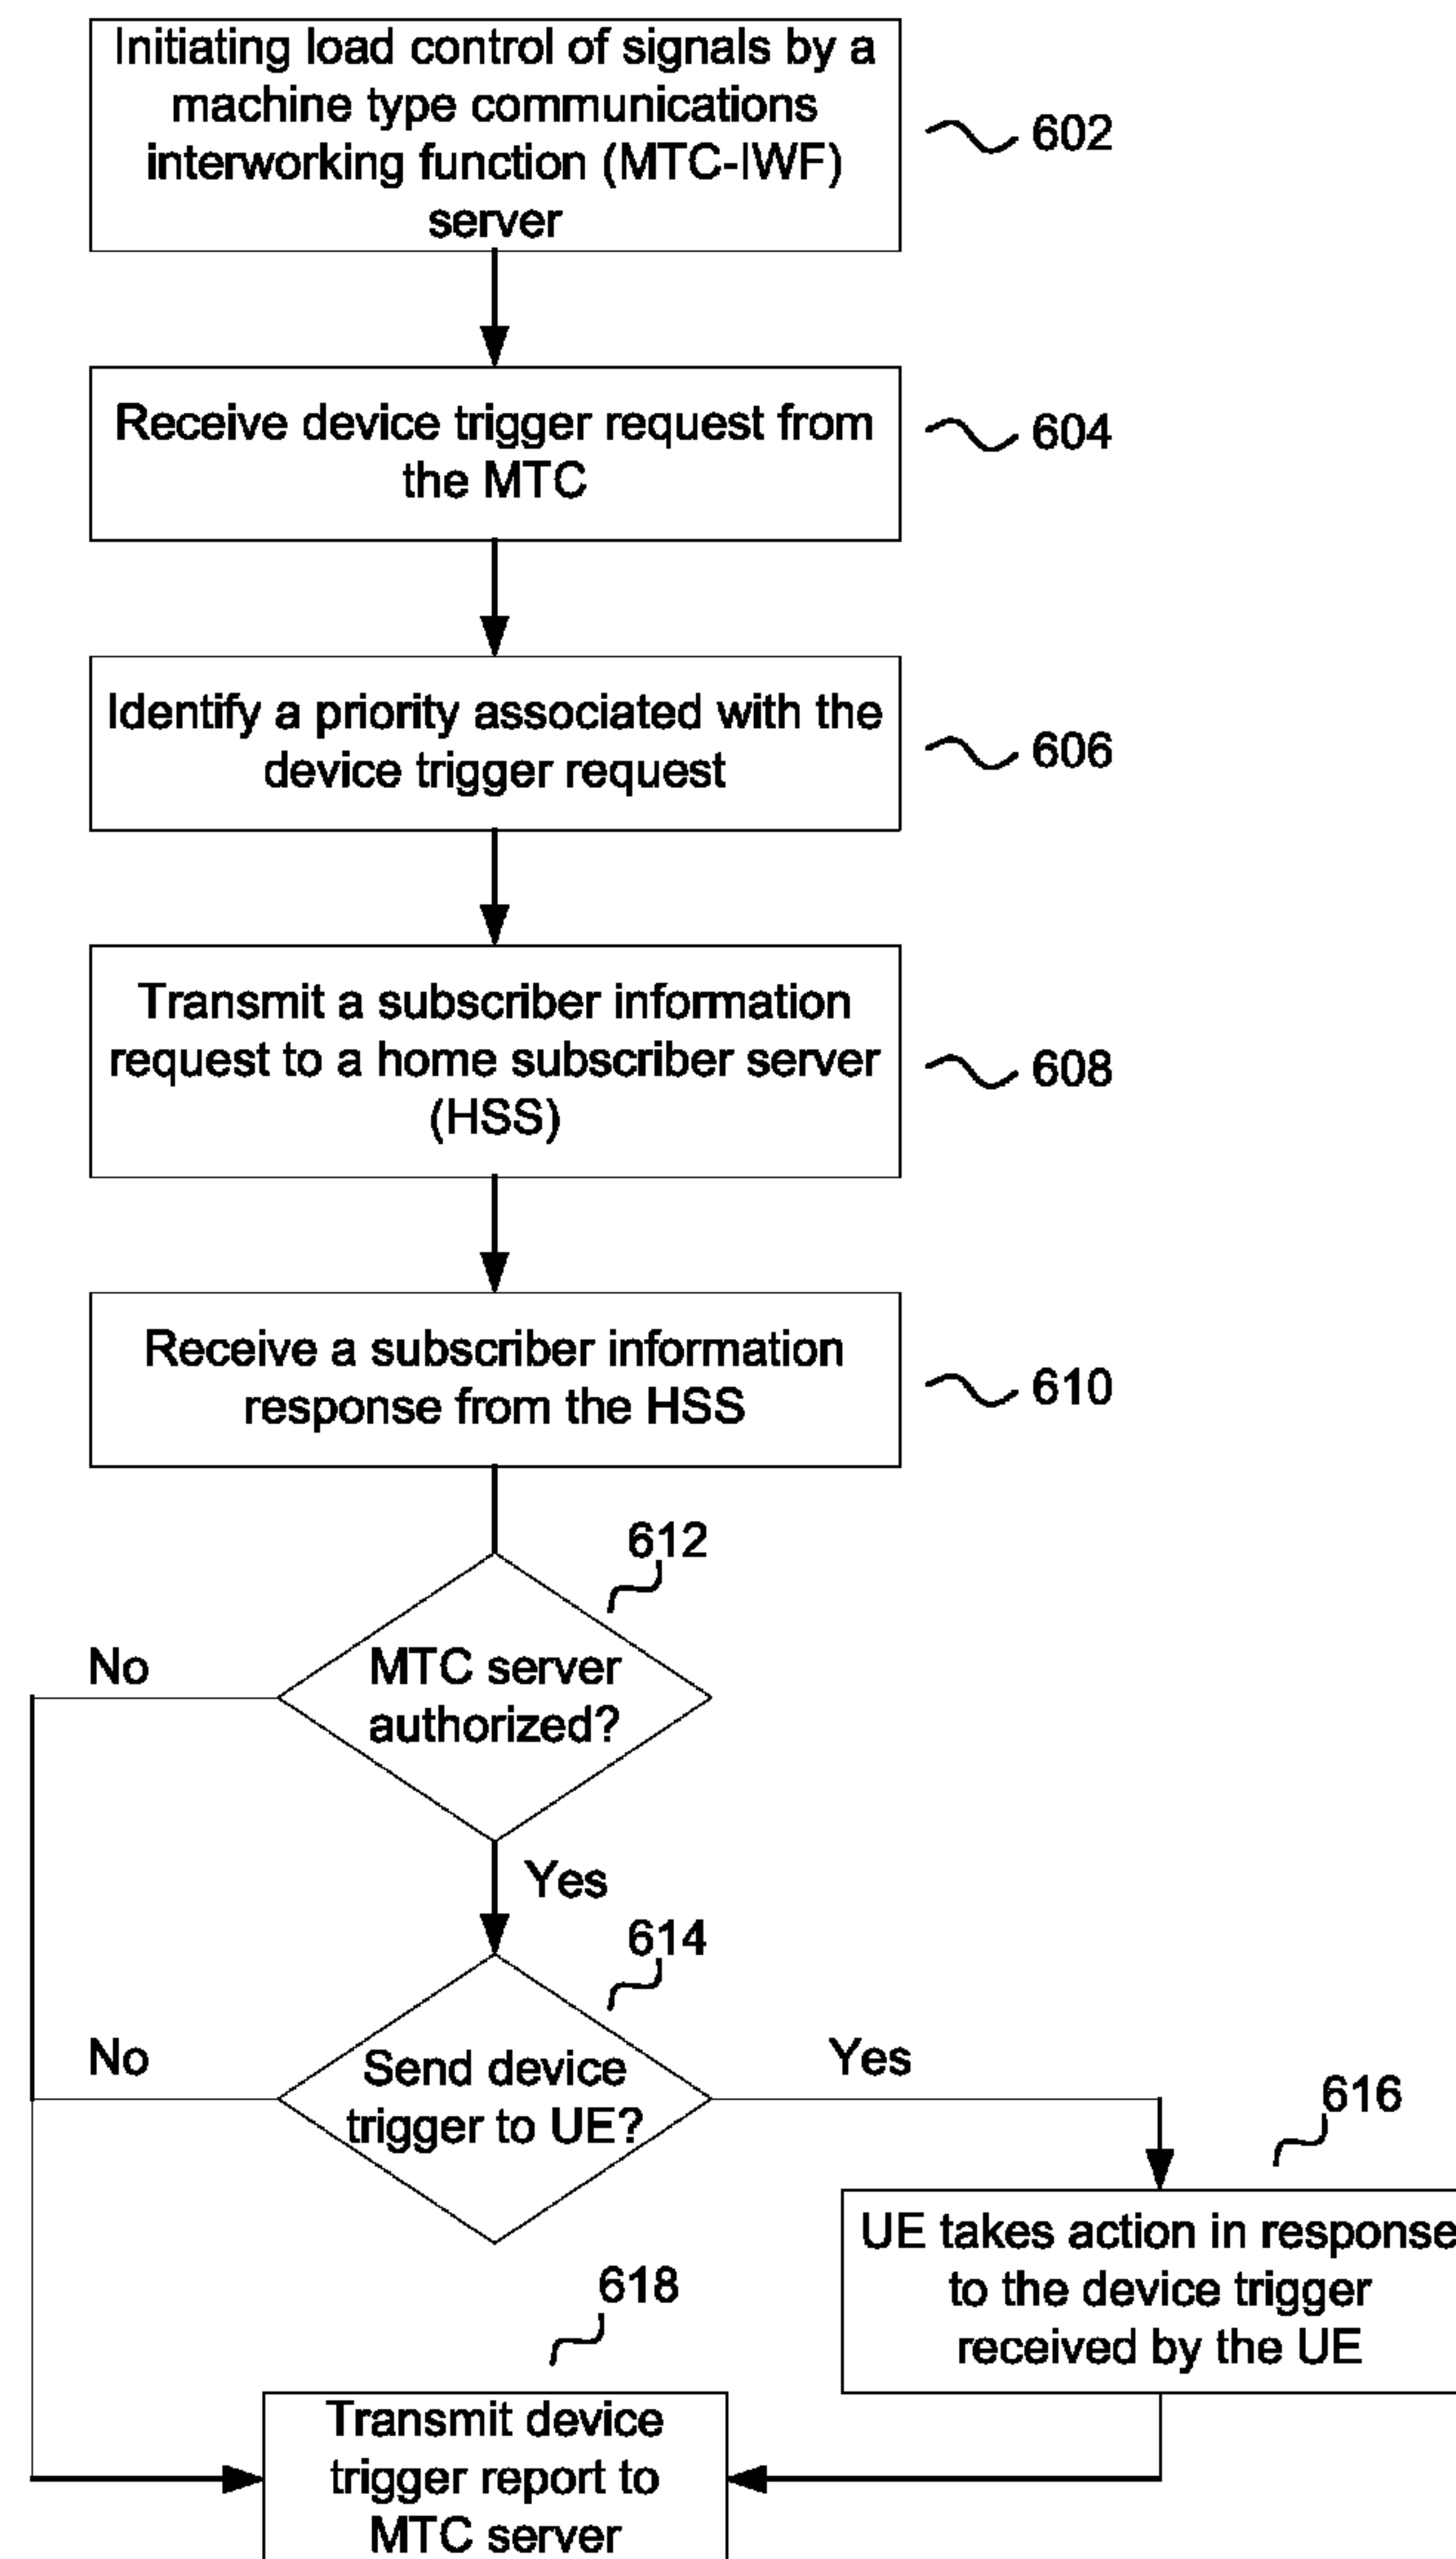 Initiating load control of signals by a
machine type communications
interworking function (MTC-IWF)
server
602
Receive device trigger request from
the MTC
604
Identify a priority associated with the
device trigger request
606
Transmit a subscriber information
request to a home subscriber server
(HSS)
608
Receive a subscriber information
response from the HSS
610
612
MTC server
authorized?
No
Yes
614
Send device
trigger to UE?
No
Yes
616
UE takes action in response
to the device trigger
received by the UE
618
Transmit device
trigger report to
MTC server